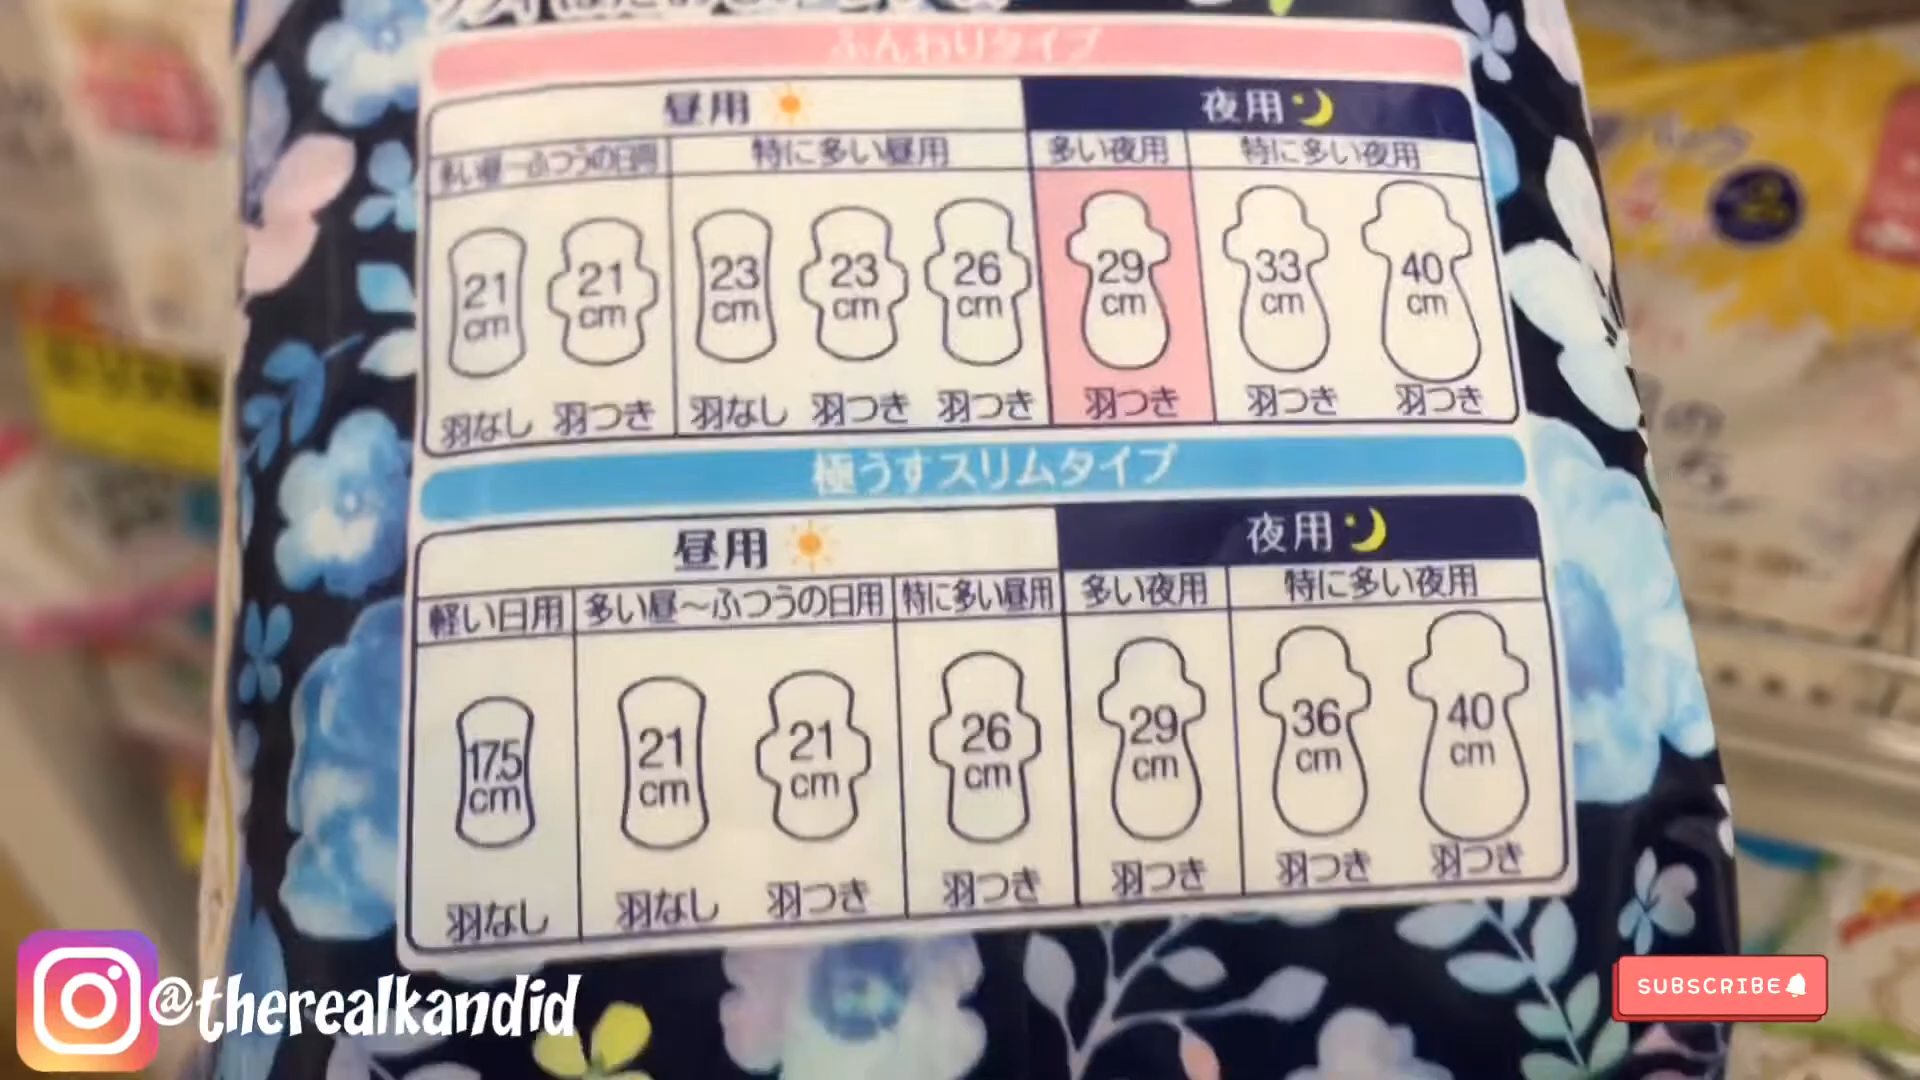 ふんわりタイプ
昼用 夜用
多い昼〜ふつうの日用 特に多い昼用 多い夜用 特に多い夜用
21 cm 21 cm 23 cm 23 cm 26 cm 29 cm 33 cm 40 cm
羽なし 羽つき 羽なし 羽つき 羽つき 羽つき 羽つき 羽つき
極うすスリムタイプ
昼用 夜用
軽い日用 多い昼〜ふつうの日用 特に多い昼用 多い夜用 特に多い夜用
17.5 cm 21 cm 21 cm 26 cm 29 cm 36 cm 40 cm
羽なし 羽なし 羽つき 羽つき 羽つき 羽つき 羽つき
@therealkandid
SUBSCRIBE